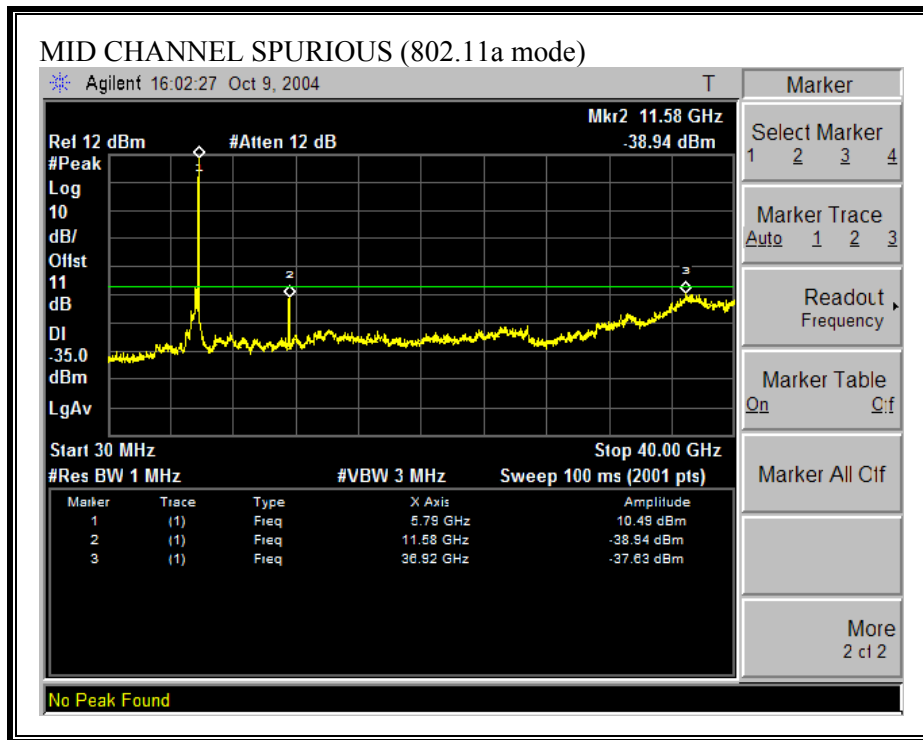 MID CHANNEL SPURIOUS (802.11a mode)
Agilent 16:02:27 Oct 9, 2004 T
Mkr2 11.58 GHz
Ref 12 dBm #Atten 12 dB -38.94 dBm
#Peak
Log
10
dB/
Offst
11
dB
DI
-35.0
dBm
LgAv
1
2
3
Start 30 MHz Stop 40.00 GHz
#Res BW 1 MHz #VBW 3 MHz Sweep 100 ms (2001 pts)
Marker Trace Type X Axis Amplitude
1 (1) Freq 5.79 GHz 10.49 dBm
2 (1) Freq 11.58 GHz -38.94 dBm
3 (1) Freq 36.92 GHz -37.63 dBm
No Peak Found
Marker
Select Marker
1 2 3 4
Marker Trace
Auto 1 2 3
Readout
Frequency
Marker Table
On Off
Marker All Off
More
2 of 2